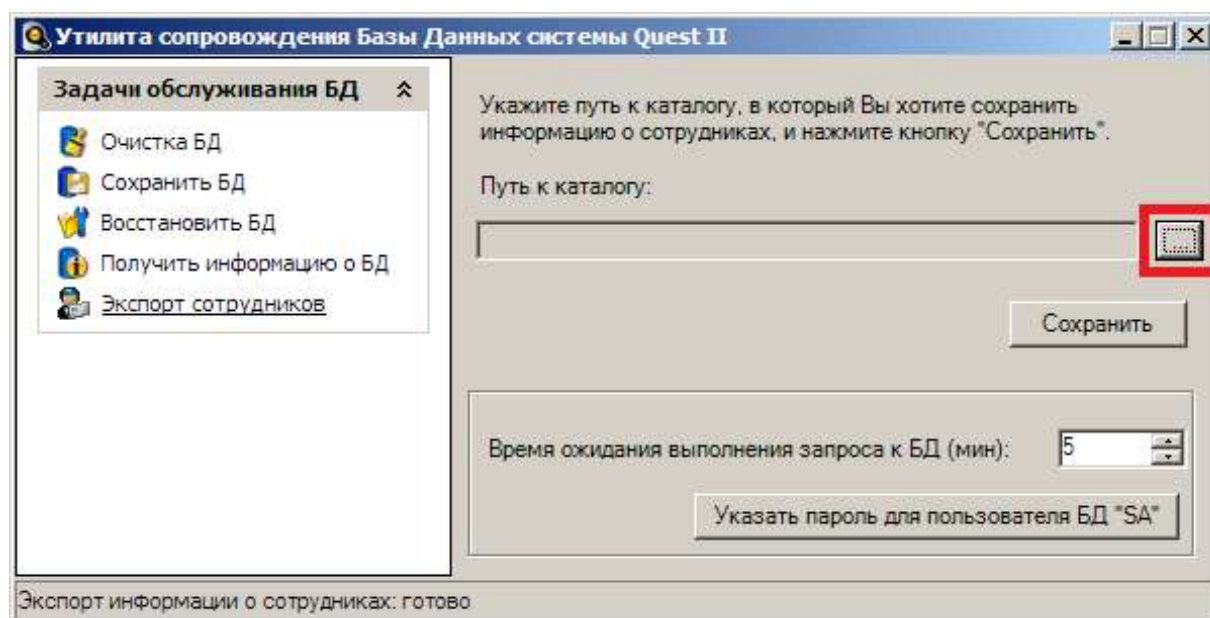 Утилита сопровождения Базы Данных системы Quest II
Задачи обслуживания БД
Очистка БД
Сохранить БД
Восстановить БД
Получить информацию о БД
Экспорт сотрудников
Укажите путь к каталогу, в который Вы хотите сохранить
информацию о сотрудниках, и нажмите кнопку "Сохранить".
Путь к каталогу:
...
Сохранить
Время ожидания выполнения запроса к БД (мин):
5
Указать пароль для пользователя БД "SA"
Экспорт информации о сотрудниках: готово